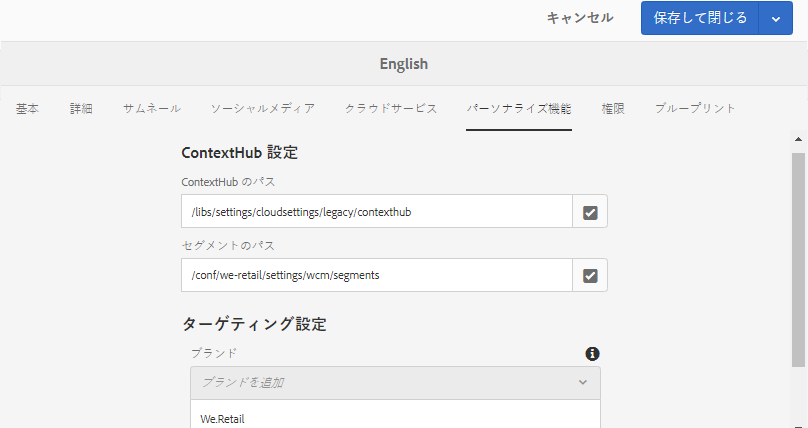 キャンセル 保存して閉じる
English
基本 詳細 サムネール ソーシャルメディア クラウドサービス パーソナライズ機能 権限 ブループリント
ContextHub 設定
ContextHub のパス
/libs/settings/cloudsettings/legacy/contexthub
セグメントのパス
/conf/we-retail/settings/wcm/segments
ターゲティング設定
ブランド
ブランドを追加
We.Retail